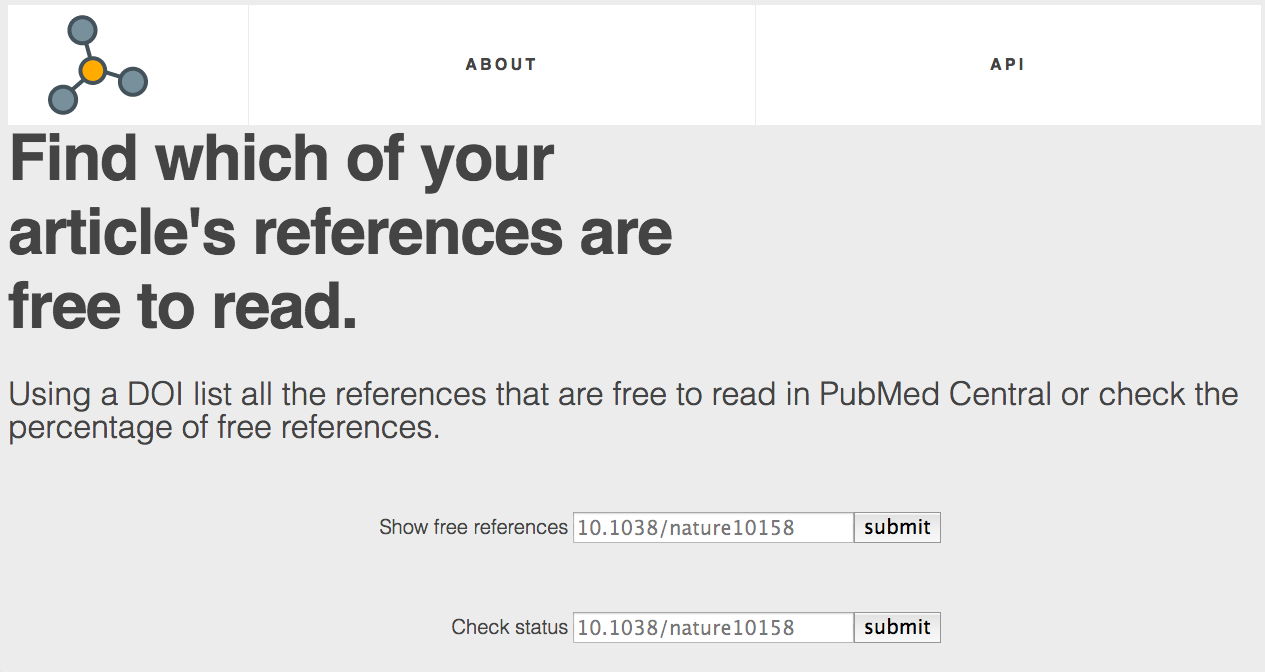 ABOUT
API
Find which of your
article's references are
free to read.
Using a DOI list all the references that are free to read in PubMed Central or check the
percentage of free references.
Show free references 10.1038/nature10158 submit
Check status 10.1038/nature10158 submit